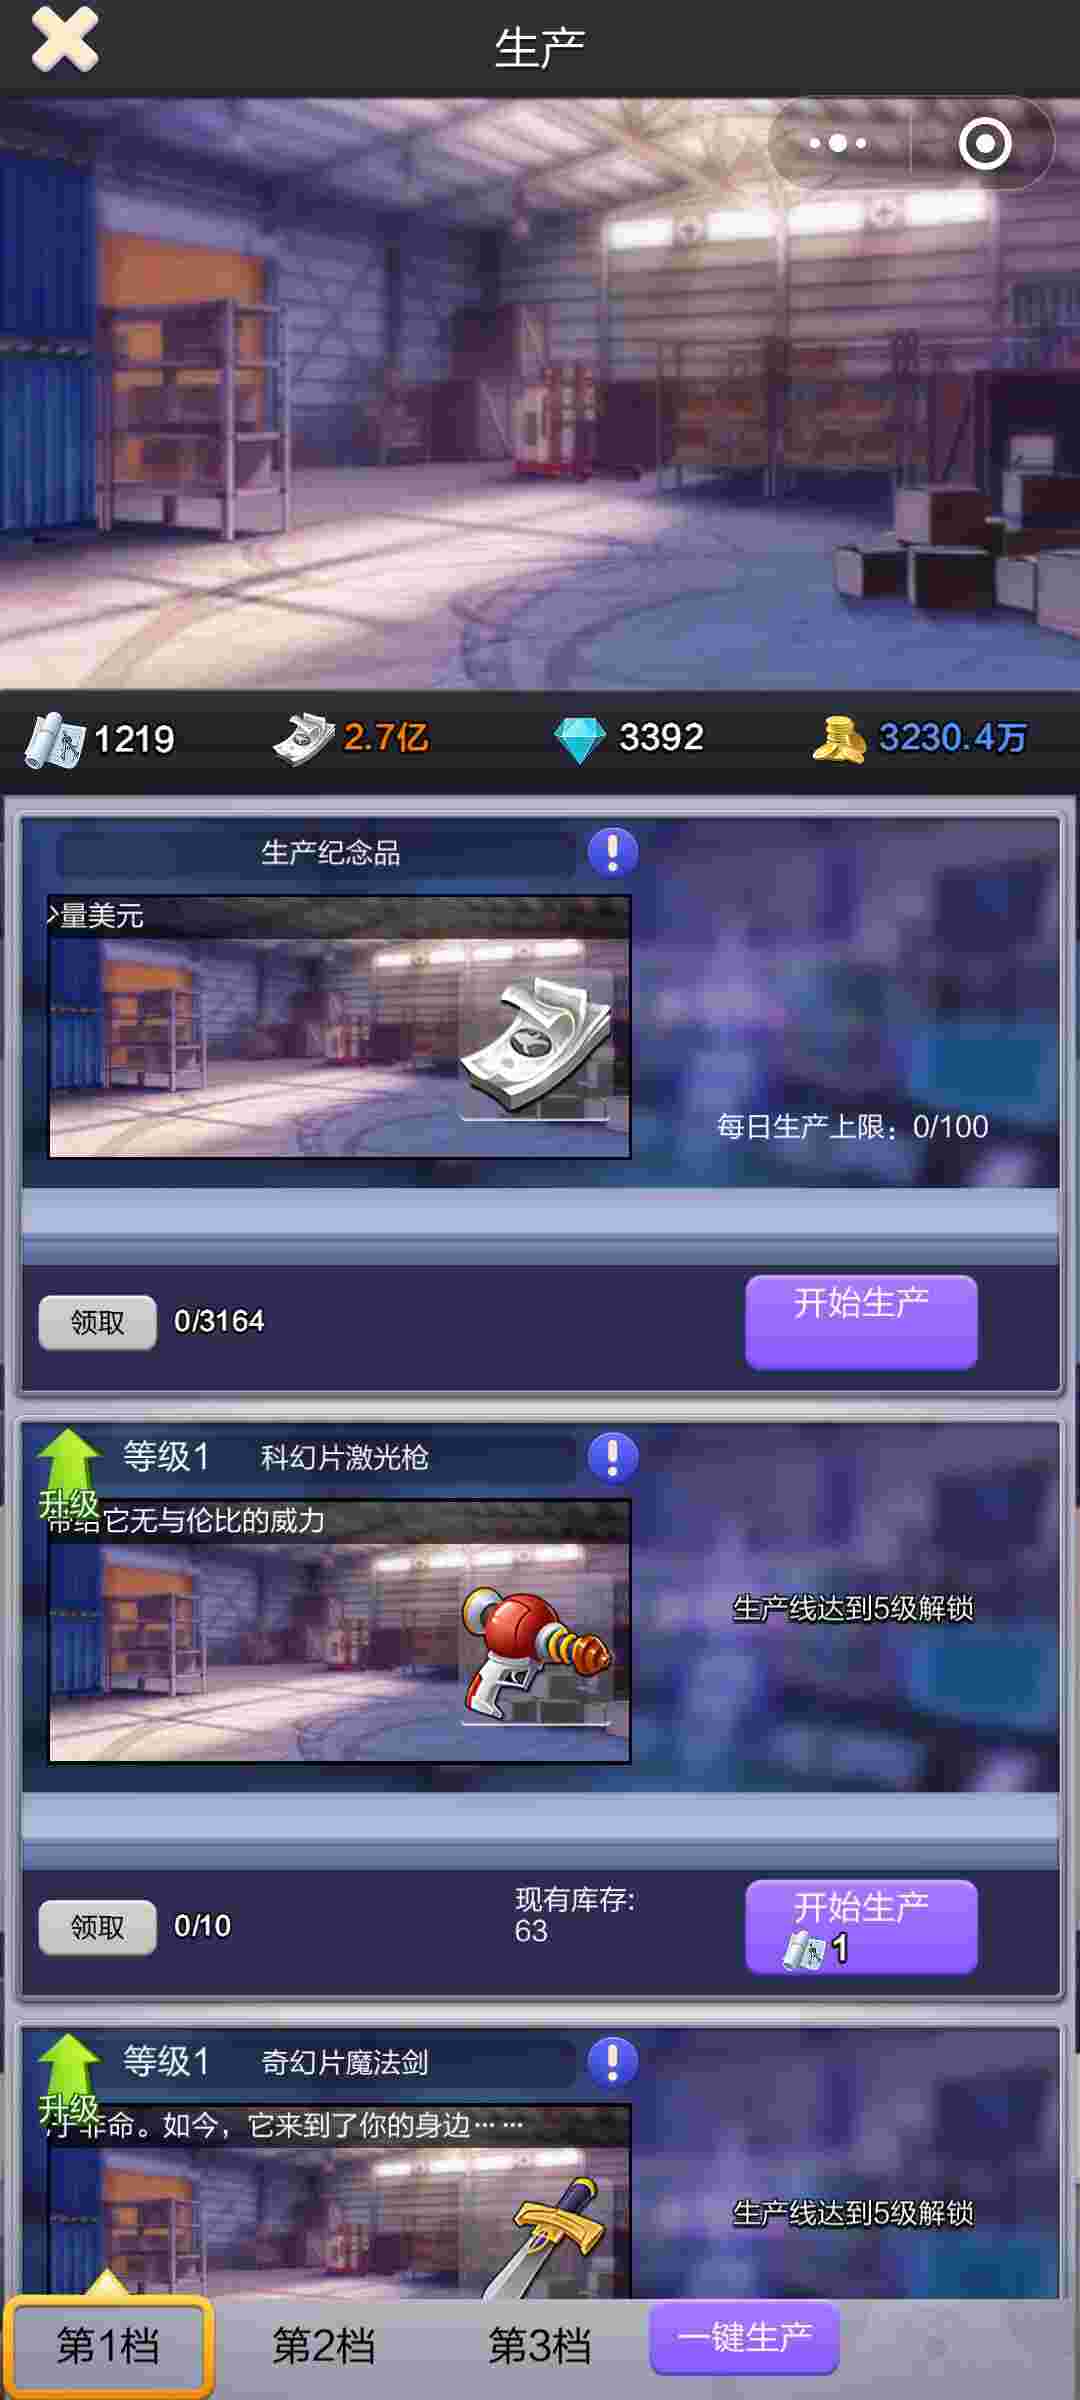 生产
1219
2.7亿
3392
3230.4万
生产纪念品
量美元
每日生产上限：0/100
领取
0/3164
开始生产
等级1
科幻片激光枪
升级
带给它无与伦比的威力
生产线达到5级解锁
领取
0/10
现有库存:
63
开始生产
1
等级1
奇幻片魔法剑
升级
于非命。如今，它来到了你的身边……
生产线达到5级解锁
第1档
第2档
第3档
一键生产